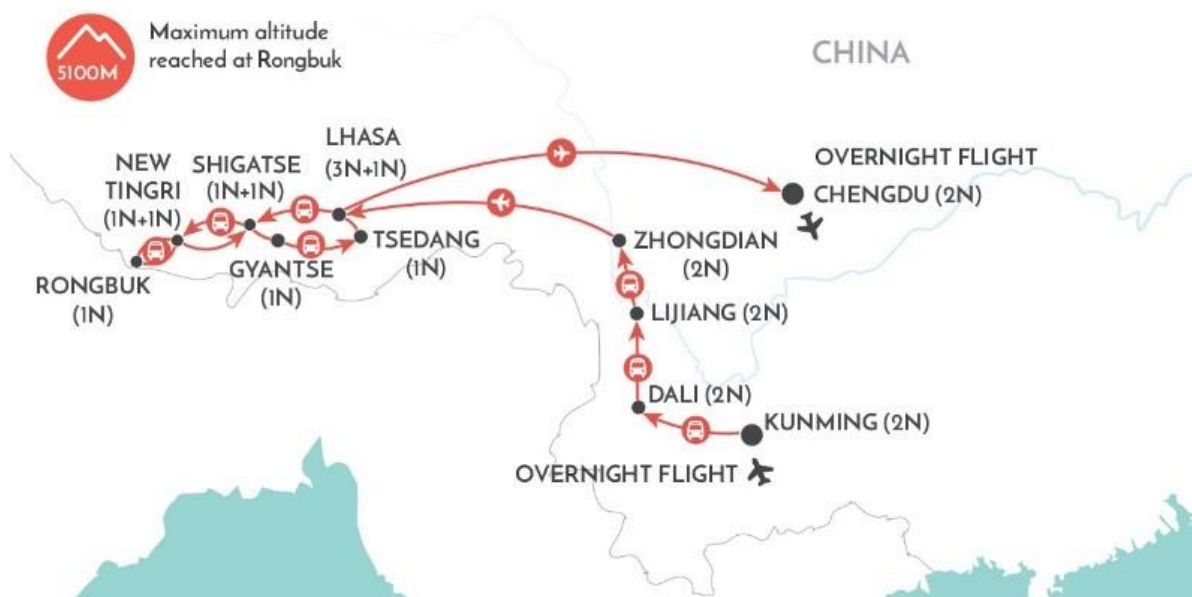 Maximum altitude
reached at Rongbuk
5100M
CHINA
LHASA
(3N+1N)
NEW
TINGRI
(1N+1N)
SHIGATSE
(1N+1N)
OVERNIGHT FLIGHT
CHENGDU (2N)
TSEDANG
(1N)
ZHONGDIAN
(2N)
GYANTSE
(1N)
RONGBUK
(1N)
LIJIANG (2N)
DALI (2N)
KUNMING (2N)
OVERNIGHT FLIGHT